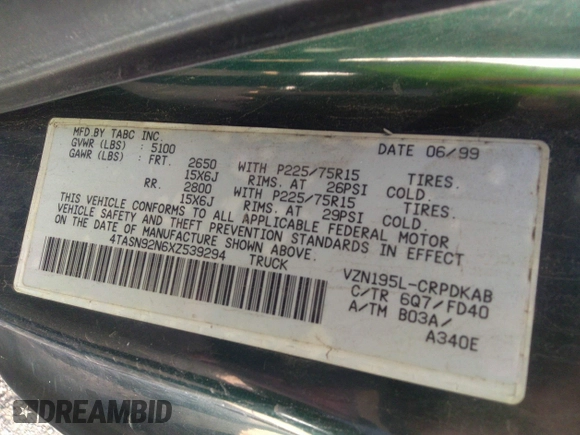 MFD.BY TABC INC. DATE 06/99
GVWR (LBS) : 5100
GAWR (LBS) : FRT. 2650 WITH P225/75R15 TIRES.
15X6J RIMS. AT 26PSI COLD.
RR. 2800 WITH P225/75R15 TIRES.
15X6J RIMS. AT 29PSI COLD.
THIS VEHICLE CONFORMS TO ALL APPLICABLE FEDERAL MOTOR
VEHICLE SAFETY AND THEFT PREVENTION STANDARDS IN EFFECT
ON THE DATE OF MANUFACTURE SHOWN ABOVE.
4TASN92N6XZ539294 TRUCK
VZN195L-CRPDKAB
C/TR 6Q7/FD40
A/TM B03A/
A340E
DREAMBID